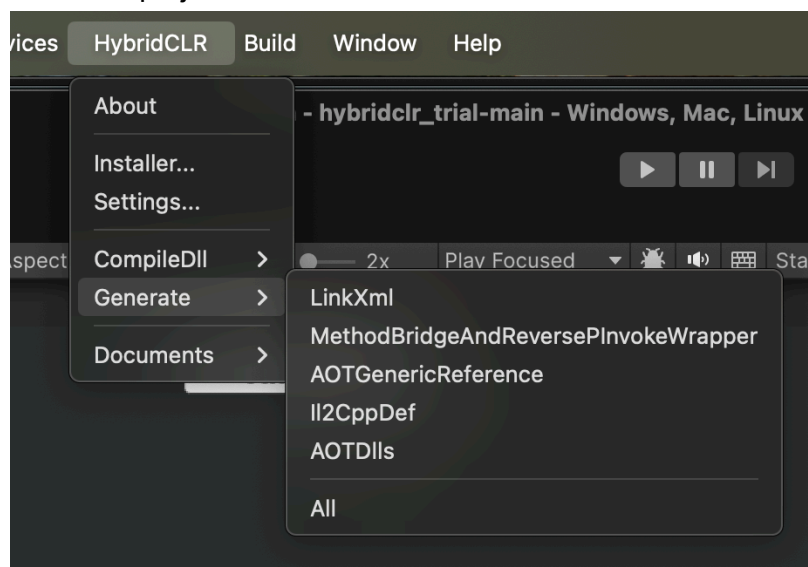 vices HybridCLR Build Window Help
About
- hybridclr_trial-main - Windows, Mac, Linux
Installer...
Settings...
spect
CompileDll
2x Play Focused Sta
Generate
LinkXml
MethodBridgeAndReversePInvokeWrapper
Documents
AOTGenericReference
Il2CppDef
AOTDlls
All